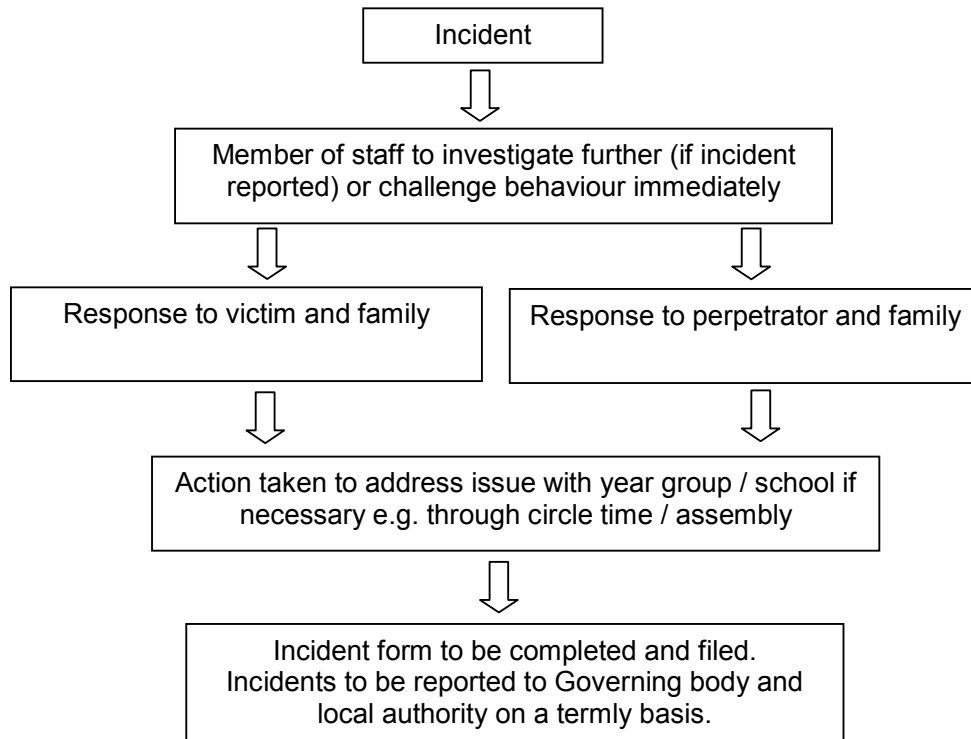 Incident
Member of staff to investigate further (if incident
reported) or challenge behaviour immediately
Response to victim and family
Response to perpetrator and family
Action taken to address issue with year group / school if
necessary e.g. through circle time / assembly
Incident form to be completed and filed.
Incidents to be reported to Governing body and
local authority on a termly basis.